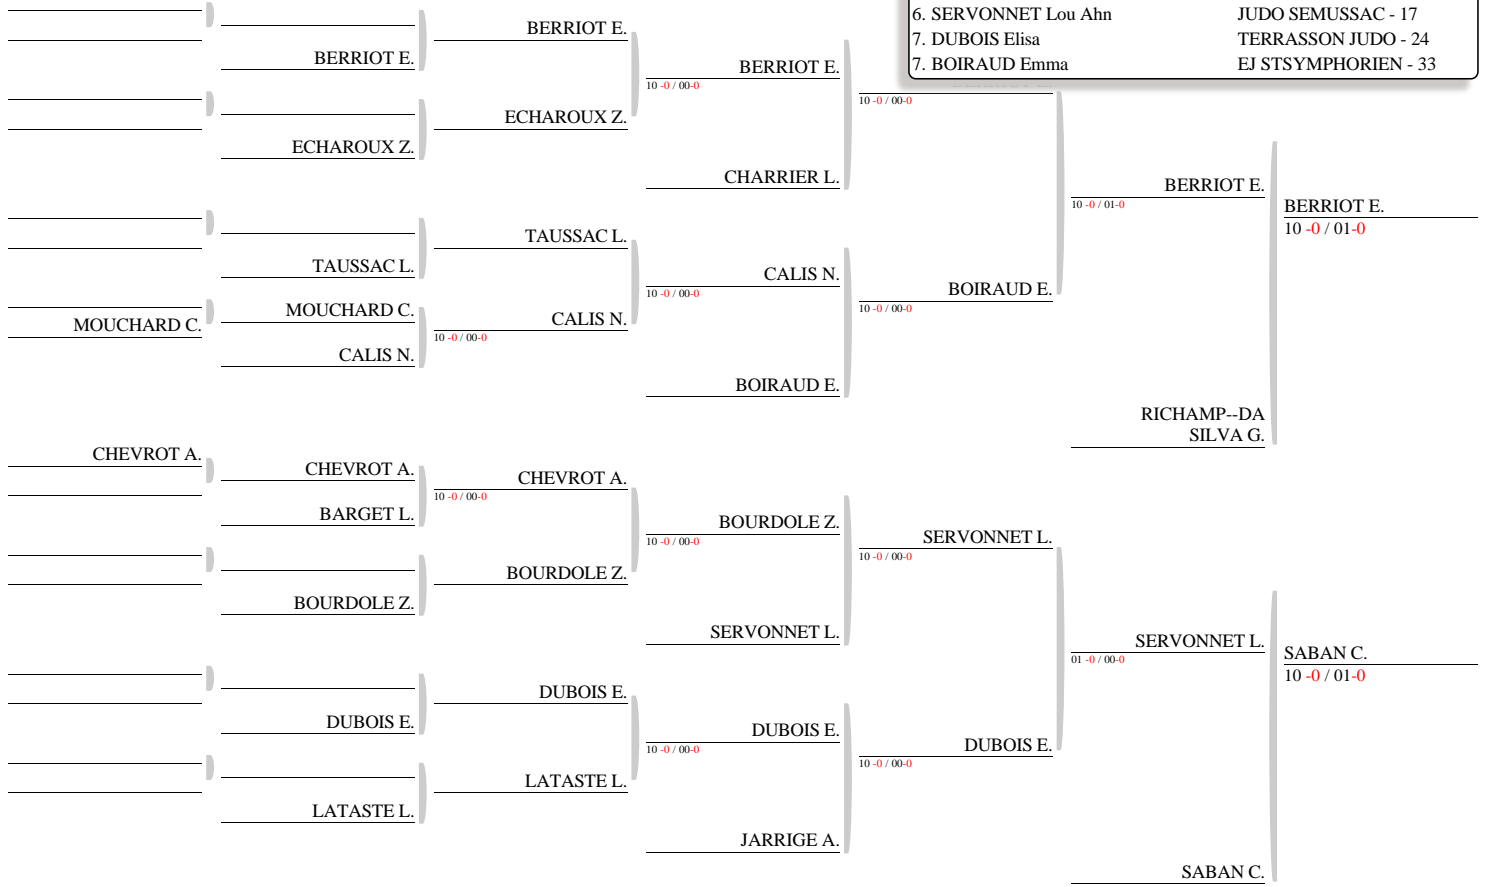 6. SERVONNET Lou Ahn JUDO SEMUSSAC - 17
7. DUBOIS Elisa TERRASSON JUDO - 24
7. BOIRAUD Emma EJ STSYMPHORIEN - 33
MOUCHARD C.
CHEVROT A.
BERRIOT E.
ECHAROUX Z.
TAUSSAC L.
MOUCHARD C.
CALIS N.
CHEVROT A.
BARGET L.
BOURDOLE Z.
DUBOIS E.
LATASTE L.
BERRIOT E.
ECHAROUX Z.
TAUSSAC L.
CALIS N.
10 -0 / 00-0
CHEVROT A.
10 -0 / 00-0
BOURDOLE Z.
DUBOIS E.
LATASTE L.
BERRIOT E.
10 -0 / 00-0
CHARRIER L.
CALIS N.
10 -0 / 00-0
BOIRAUD E.
BOURDOLE Z.
10 -0 / 00-0
SERVONNET L.
DUBOIS E.
10 -0 / 00-0
JARRIGE A.
10 -0 / 00-0
BOIRAUD E.
10 -0 / 00-0
SERVONNET L.
10 -0 / 00-0
DUBOIS E.
10 -0 / 00-0
BERRIOT E.
10 -0 / 01-0
RICHAMP--DA
SILVA G.
SERVONNET L.
01 -0 / 00-0
SABAN C.
BERRIOT E.
10 -0 / 01-0
SABAN C.
10 -0 / 01-0